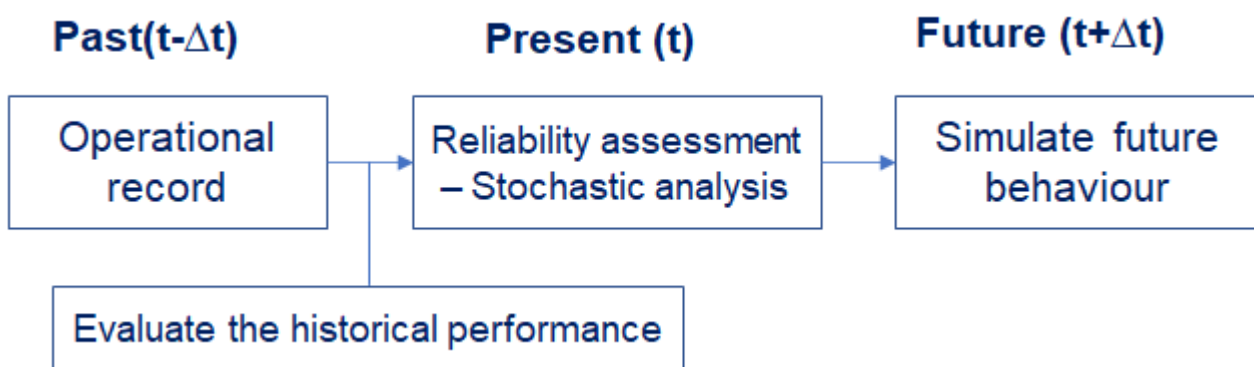 Past(t-Δt)
Present (t)
Future (t+Δt)
Operational
record
Reliability assessment
– Stochastic analysis
Simulate future
behaviour
Evaluate the historical performance